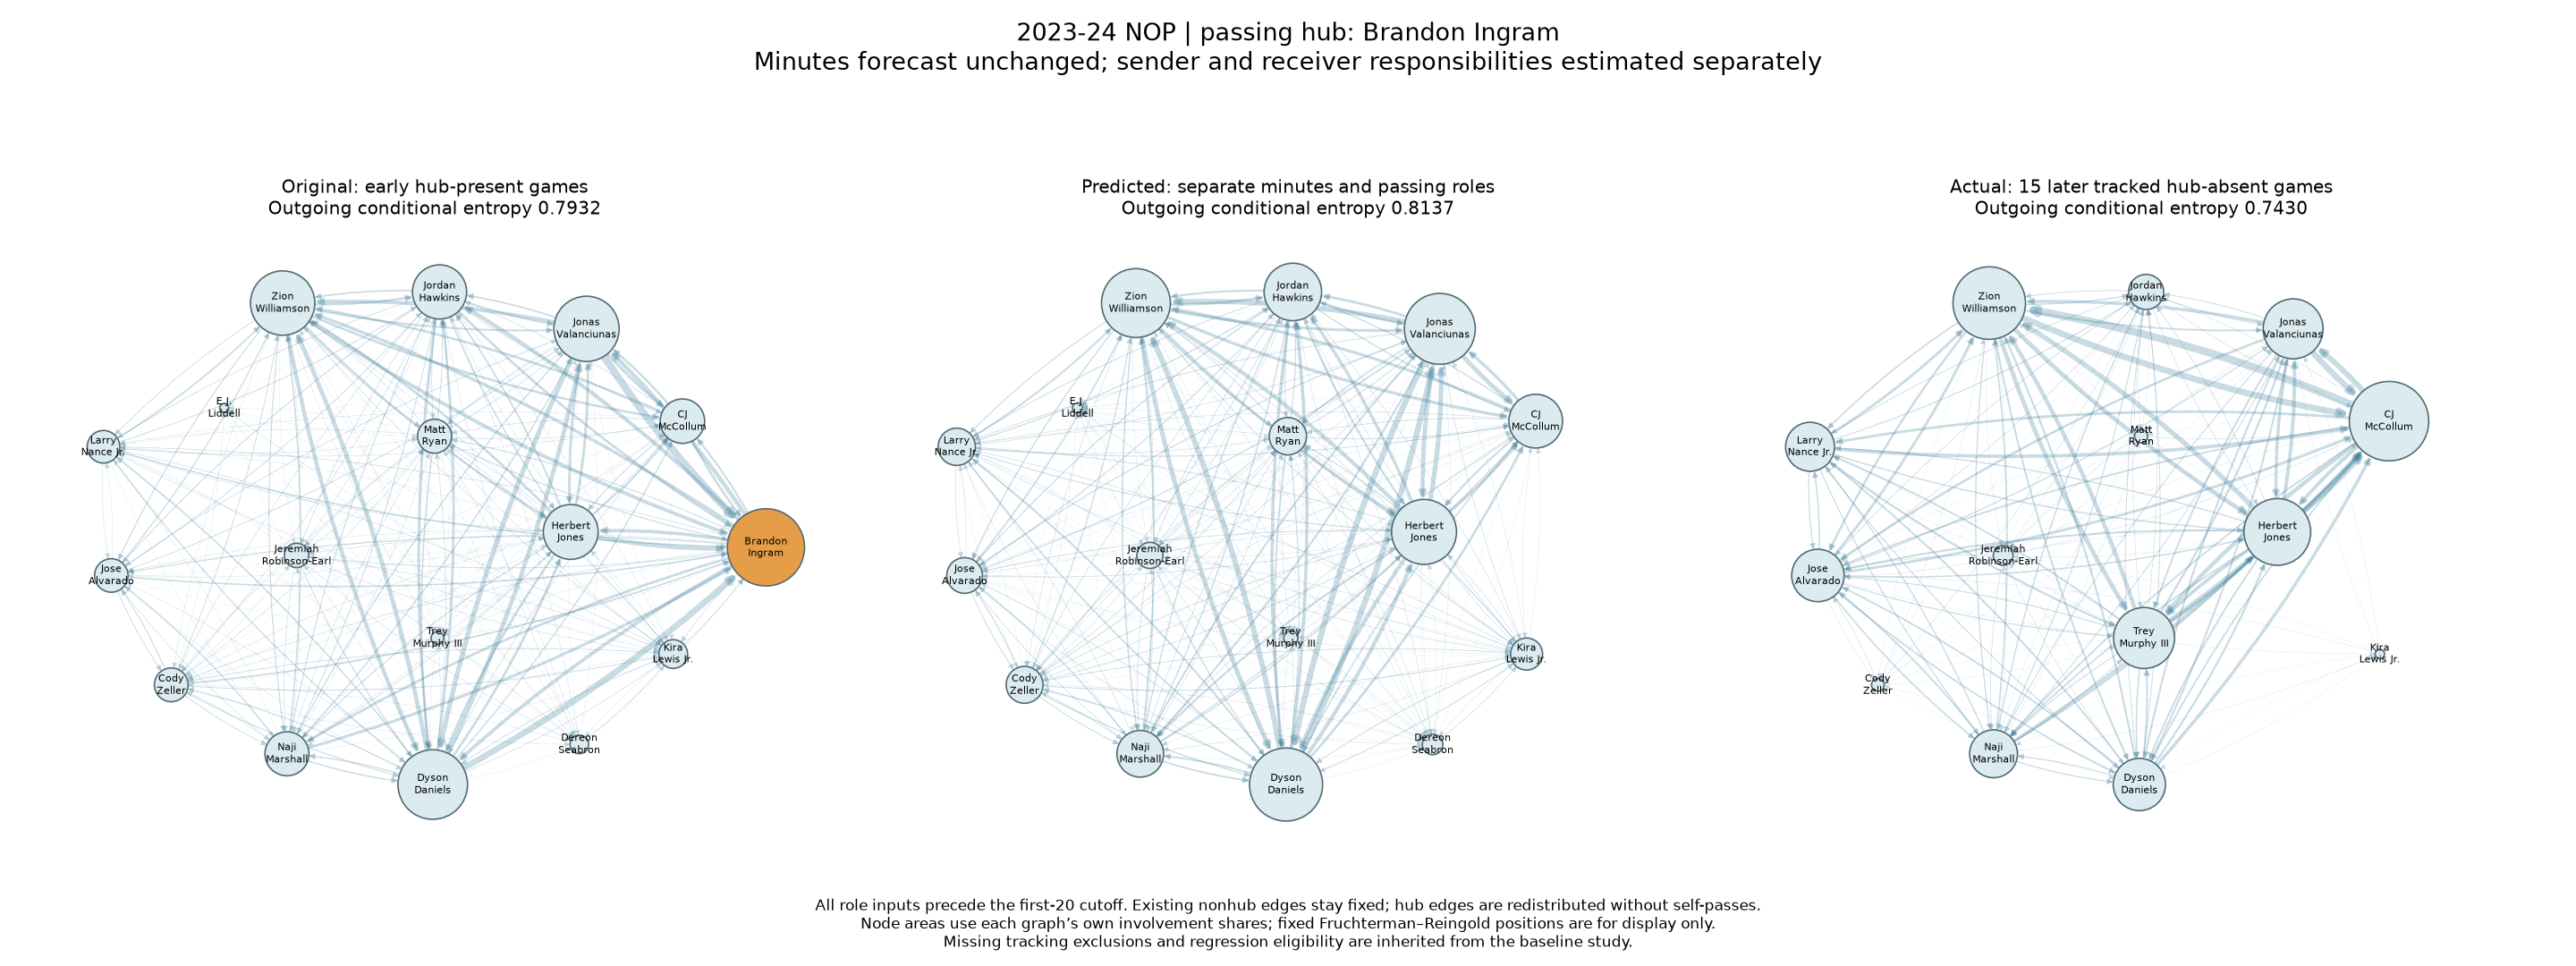 2023-24 NOP | passing hub: Brandon Ingram
Minutes forecast unchanged; sender and receiver responsibilities estimated separately
Original: early hub-present games
Outgoing conditional entropy 0.7932
Zion
Williamson
Jordan
Hawkins
Jonas
Valanciunas
E.J.
Liddell
CJ
McCollum
Larry
Nance Jr.
Matt
Ryan
Herbert
Jones
Brandon
Ingram
Jeremiah
Robinson-Earl
Jose
Alvarado
Trey
Murphy III
Kira
Lewis Jr.
Cody
Zeller
Naji
Marshall
Dereon
Seabron
Dyson
Daniels
Predicted: separate minutes and passing roles
Outgoing conditional entropy 0.8137
Zion
Williamson
Jordan
Hawkins
Jonas
Valanciunas
E.J.
Liddell
CJ
McCollum
Larry
Nance Jr.
Matt
Ryan
Herbert
Jones
Jeremiah
Robinson-Earl
Jose
Alvarado
Trey
Murphy III
Kira
Lewis Jr.
Cody
Zeller
Naji
Marshall
Dereon
Seabron
Dyson
Daniels
Actual: 15 later tracked hub-absent games
Outgoing conditional entropy 0.7430
Zion
Williamson
Jordan
Hawkins
Jonas
Valanciunas
CJ
McCollum
Larry
Nance Jr.
Matt
Ryan
Herbert
Jones
Jeremiah
Robinson-Earl
Jose
Alvarado
Trey
Murphy III
Kira
Lewis Jr.
Cody
Zeller
Naji
Marshall
Dyson
Daniels
All role inputs precede the first-20 cutoff. Existing nonhub edges stay fixed; hub edges are redistributed without self-passes.
Node areas use each graph’s own involvement shares; fixed Fruchterman–Reingold positions are for display only.
Missing tracking exclusions and regression eligibility are inherited from the baseline study.